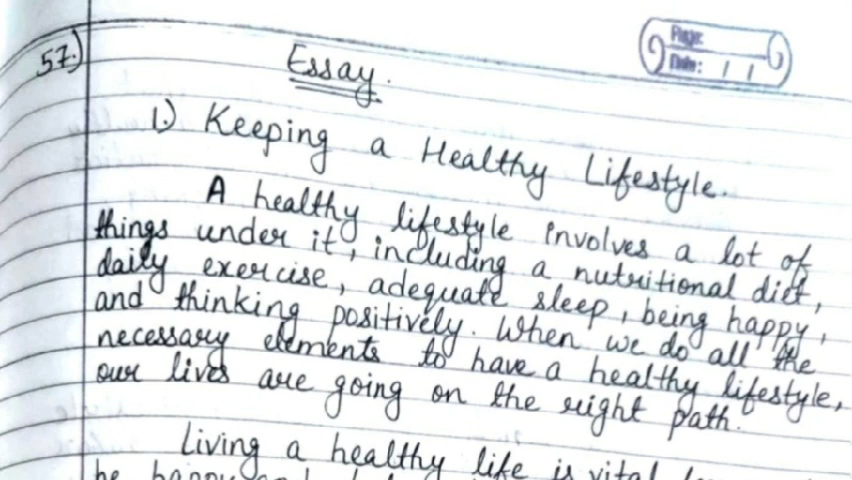 57.)
Page:
Date: / /
Essay.
1.) Keeping a Healthy Lifestyle.
A healthy lifestyle involves a lot of
things under it, including a nutritional diet,
daily exercise, adequate sleep, being happy,
and thinking positively. When we do all the
necessary elements to have a healthy lifestyle,
our lives are going on the right path.
Living a healthy life is vital
be happy